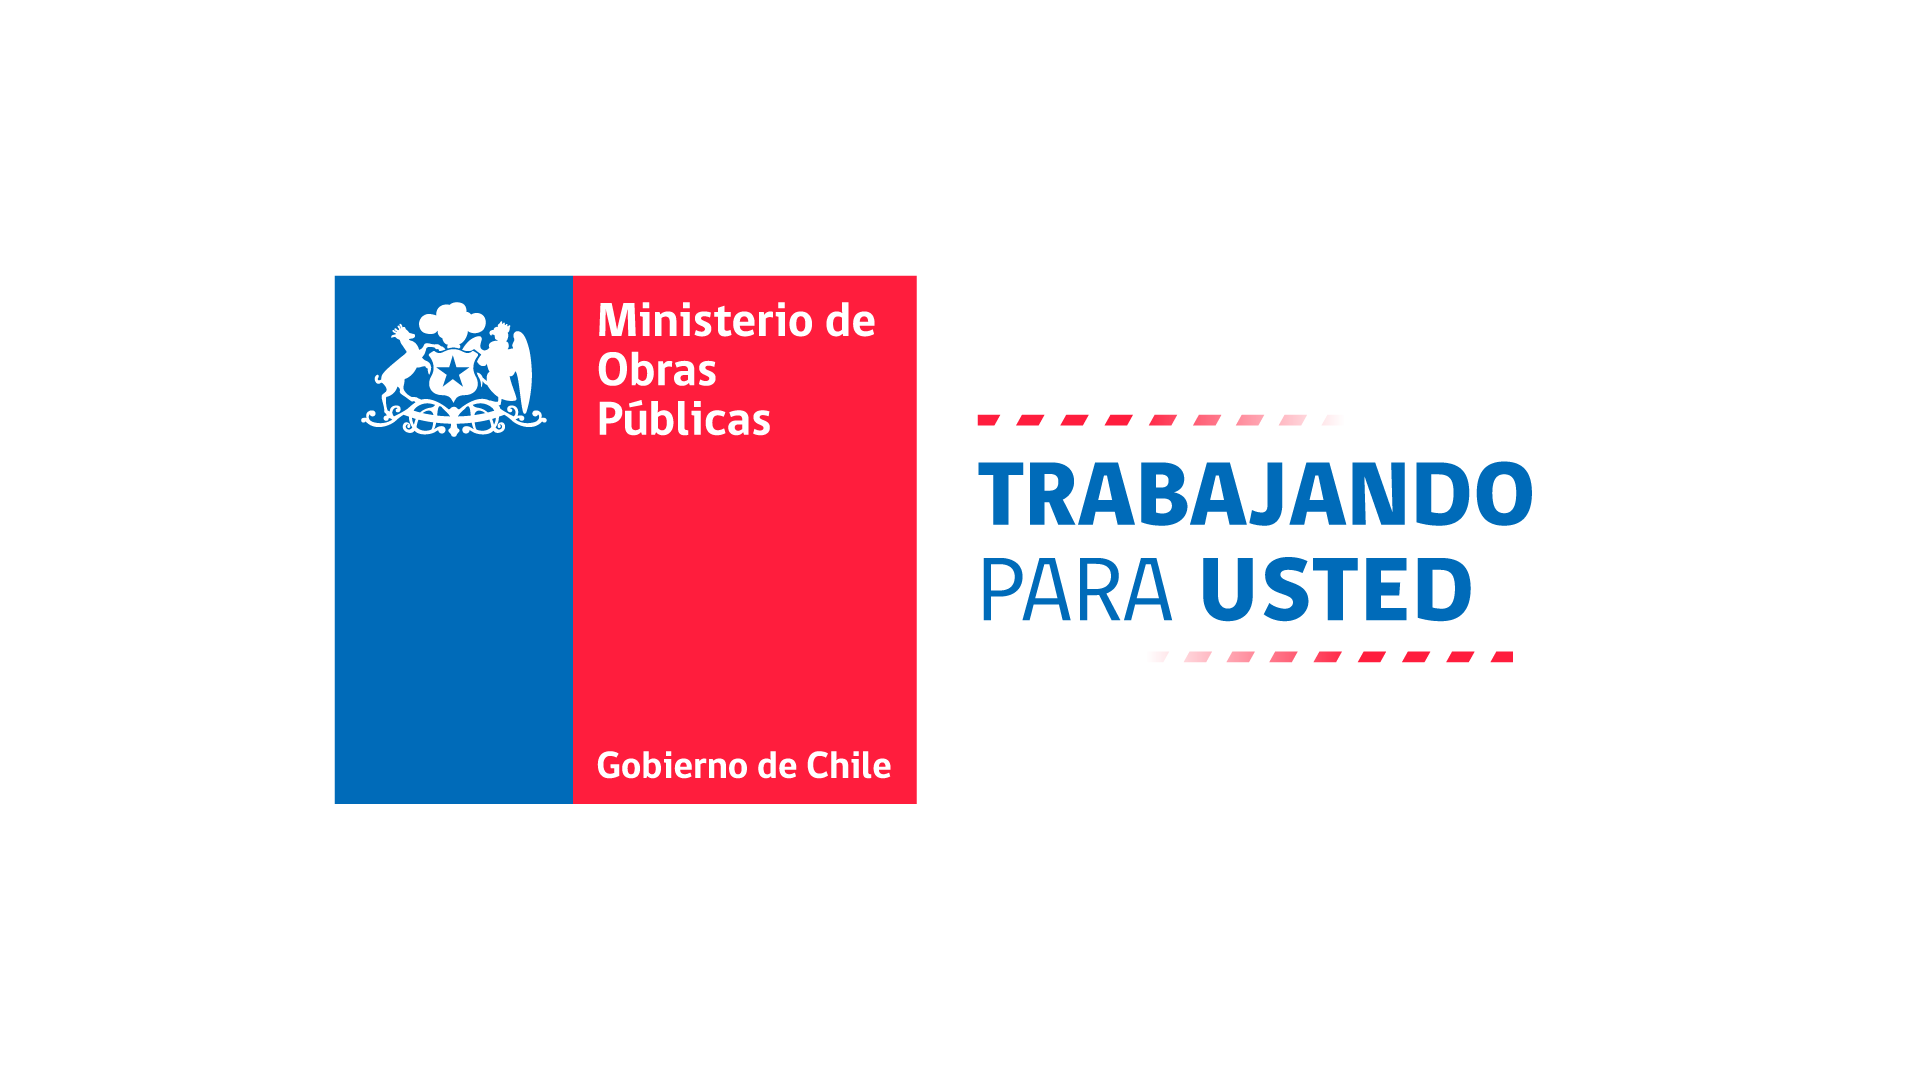 Ministerio de
Obras
Públicas
Gobierno de Chile
TRABAJANDO
PARA USTED